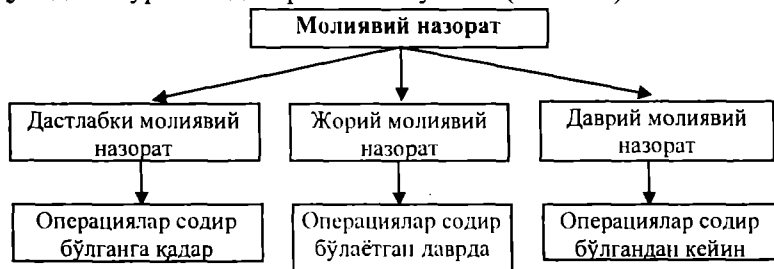 Молиявий назорат
Дастлабки молиявий назорат
Жорий молиявий назорат
Даврий молиявий назорат
Операциялар содир бўлганга қадар
Операциялар содир бўлаётган даврда
Операциялар содир бўлгандан кейин